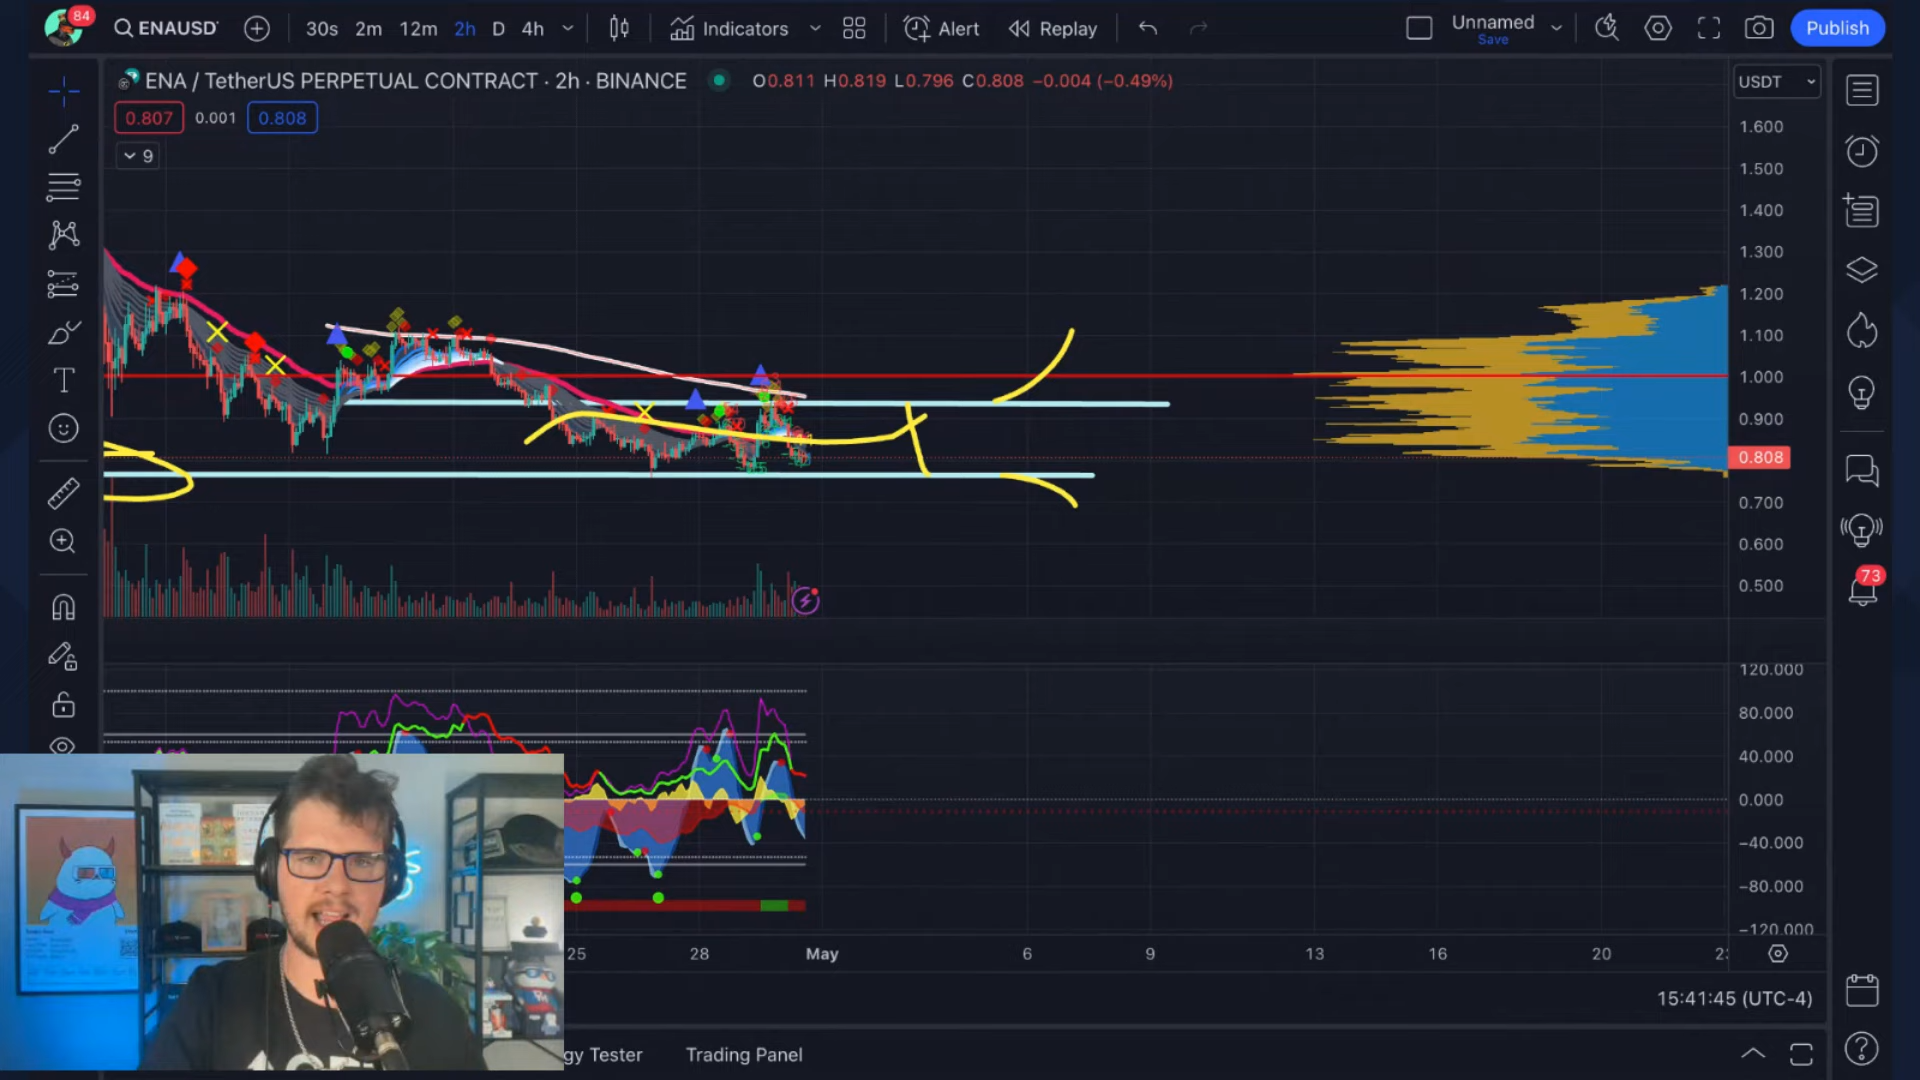 84
ENAUSD
30s 2m 12m 2h D 4h
Indicators
Alert
Replay
Unnamed
Save
Publish
ENA / TetherUS PERPETUAL CONTRACT · 2h · BINANCE
O0.811 H0.819 L0.796 C0.808 −0.004 (−0.49%)
USDT
0.807 0.001 0.808
9
1.600
1.500
1.400
1.300
1.200
1.100
1.000
0.900
0.808
0.700
0.600
0.500
73
120.000
80.000
40.000
0.000
−40.000
−80.000
−120.000
25 28 May 6 9 13 16 20
15:41:45 (UTC-4)
gy Tester
Trading Panel